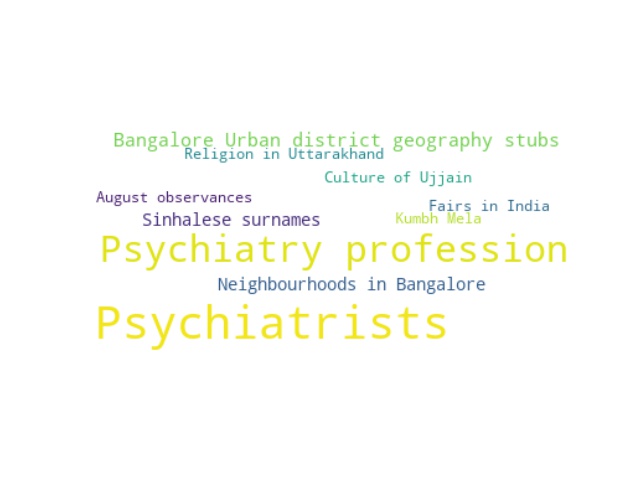 Bangalore Urban district geography stubs
Religion in Uttarakhand
Culture of Ujjain
August observances
Fairs in India
Sinhalese surnames
Kumbh Mela
Psychiatry profession
Neighbourhoods in Bangalore
Psychiatrists